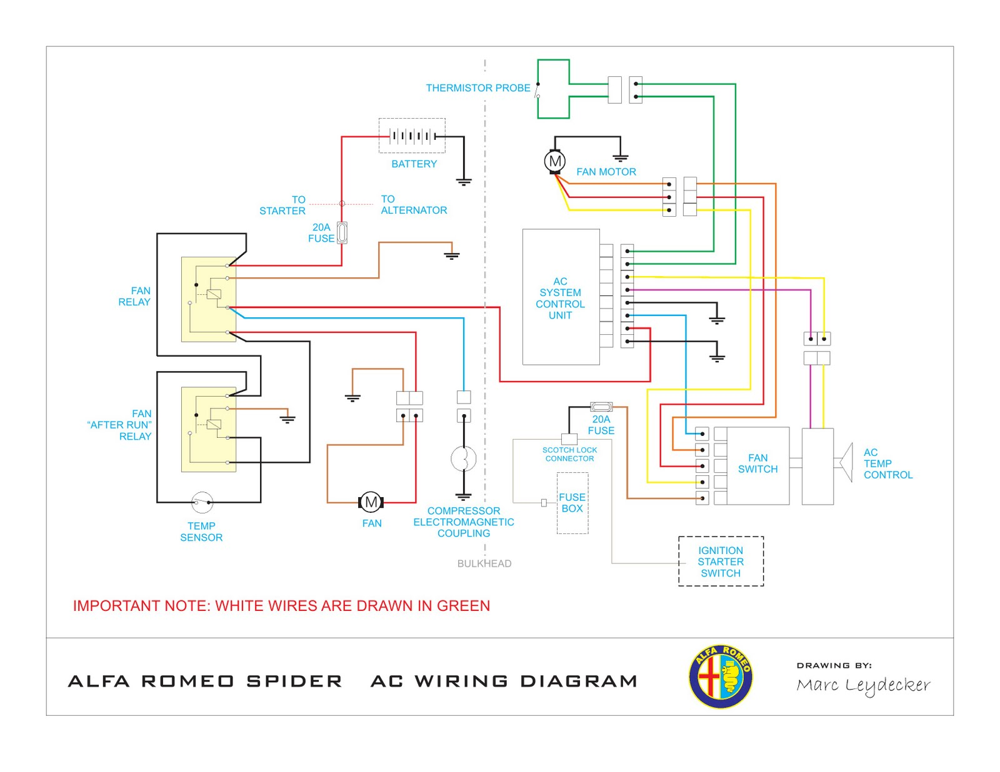 THERMISTOR PROBE
BATTERY
M
FAN MOTOR
TO
STARTER
TO
ALTERNATOR
20A
FUSE
FAN
RELAY
AC
SYSTEM
CONTROL
UNIT
FAN
“AFTER RUN”
RELAY
20A
FUSE
SCOTCH LOCK
CONNECTOR
FAN
SWITCH
AC
TEMP
CONTROL
FUSE
BOX
M
FAN
TEMP
SENSOR
COMPRESSOR
ELECTROMAGNETIC
COUPLING
BULKHEAD
IGNITION
STARTER
SWITCH
IMPORTANT NOTE: WHITE WIRES ARE DRAWN IN GREEN
ALFA ROMEO SPIDER AC WIRING DIAGRAM
ALFA ROMEO
DRAWING BY:
Marc Leydecker